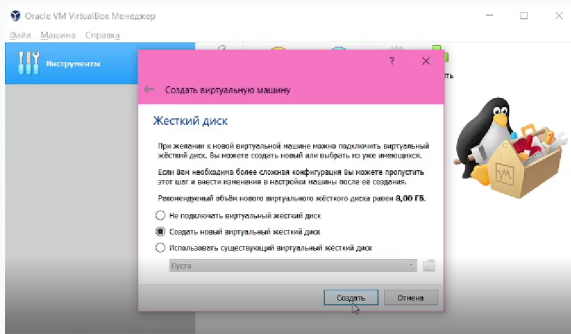 Oracle VM VirtualBox Менеджер
Файл Машина Справка
Инструменты
?
Создать виртуальную машину
Жесткий диск
При желании к новой виртуальной машине можно подключить виртуальный
жёсткий диск. Вы можете создать новый или выбрать из уже имеющихся.
Если Вам необходима более сложная конфигурация Вы можете пропустить
этот шаг и внести изменения в настройки машины после её создания.
Рекомендуемый объём нового виртуального жёсткого диска равен 8,00 ГБ.
Не подключать виртуальный жесткий диск
Создать новый виртуальный жесткий диск
Использовать существующий виртуальный жесткий диск
Пусто
Создать Отмена